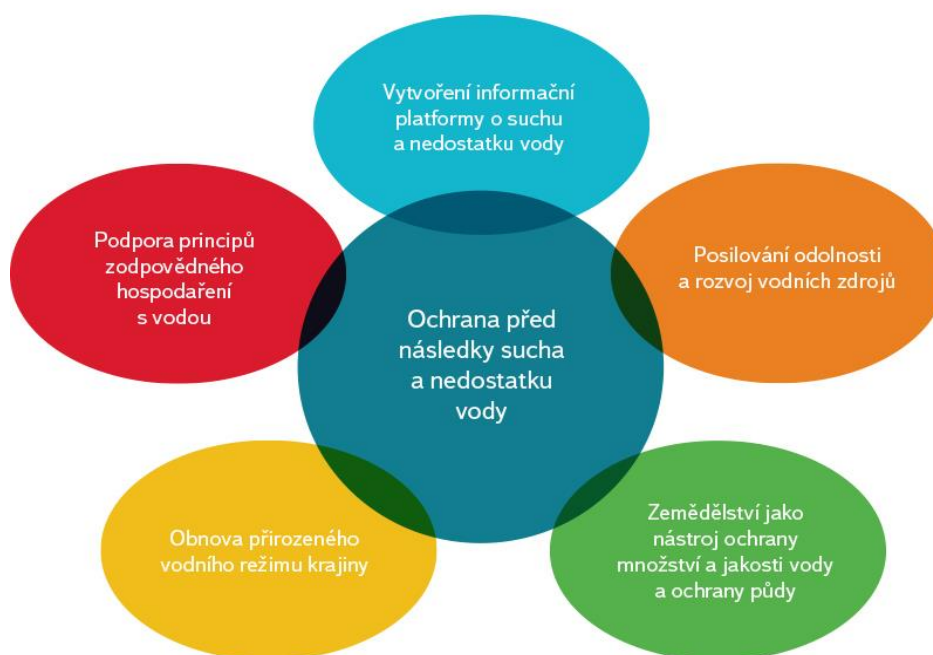 Vytvoření informační
platformy o suchu
a nedostatku vody
Podpora principů
zodpovědného
hospodaření
s vodou
Posilování odolnosti
a rozvoj vodních zdrojů
Ochrana před
následky sucha
a nedostatku
vody
Obnova přirozeného
vodního režimu krajiny
Zemědělství jako
nástroj ochrany
množství a jakosti vody
a ochrany půdy